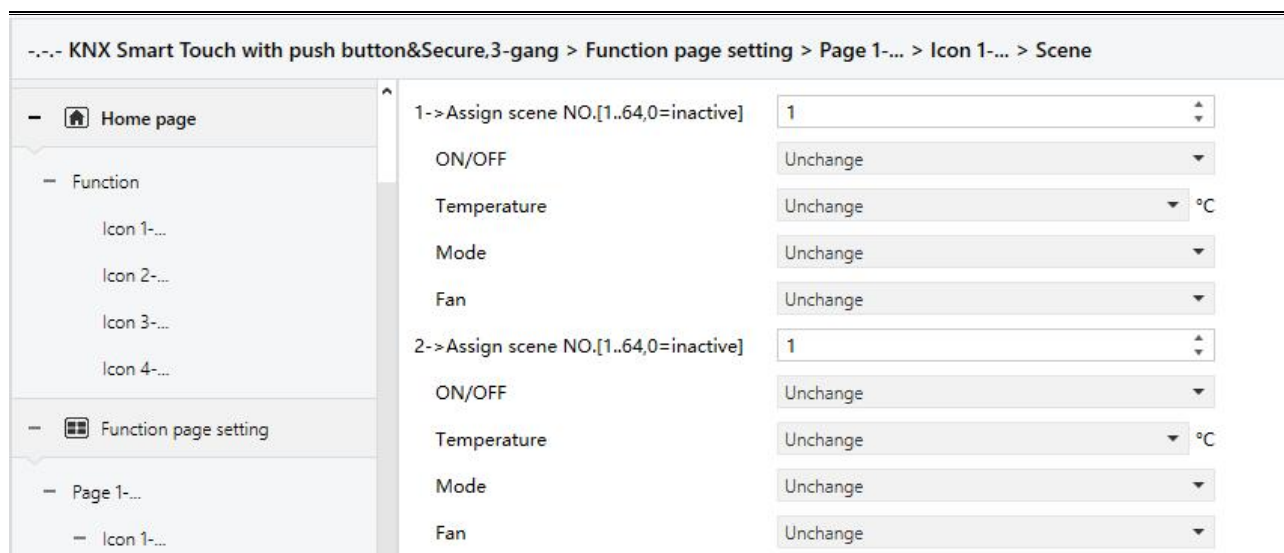 -.-.- KNX Smart Touch with push button&Secure,3-gang > Function page setting > Page 1-... > Icon 1-... > Scene
Home page
Function
Icon 1-...
Icon 2-...
Icon 3-...
Icon 4-...
Function page setting
Page 1-...
Icon 1-...
1->Assign scene NO.[1..64,0=inactive] 1
ON/OFF Unchange
Temperature Unchange °C
Mode Unchange
Fan Unchange
2->Assign scene NO.[1..64,0=inactive] 1
ON/OFF Unchange
Temperature Unchange °C
Mode Unchange
Fan Unchange